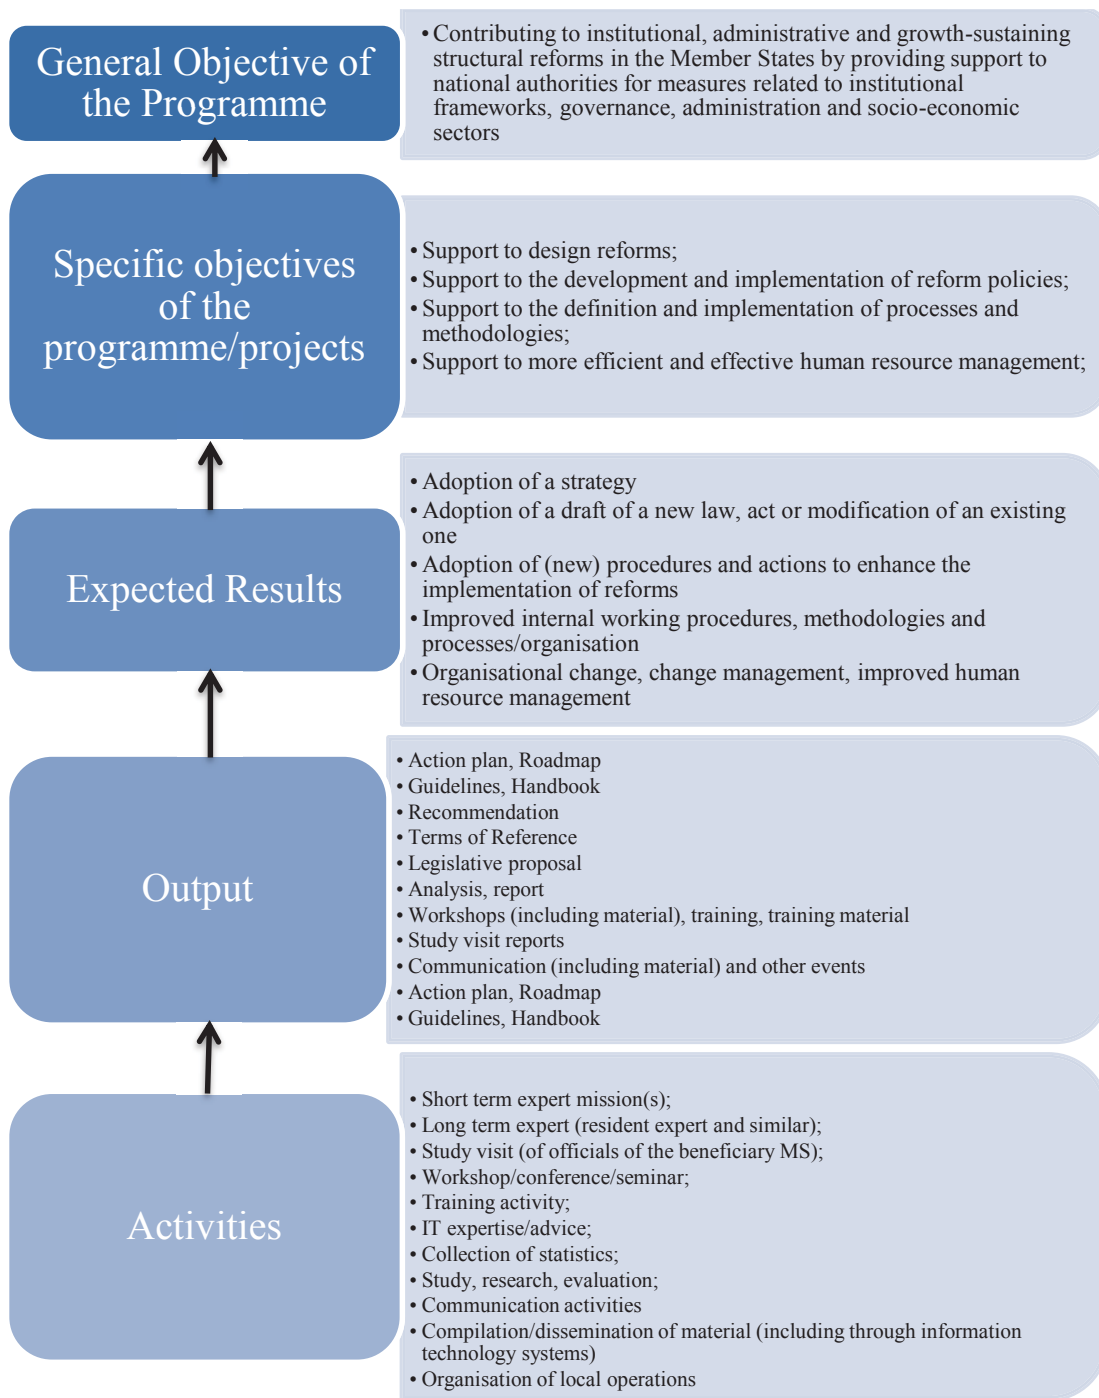 General Objective of
the Programme
• Contributing to institutional, administrative and growth-sustaining
structural reforms in the Member States by providing support to
national authorities for measures related to institutional
frameworks, governance, administration and socio-economic
sectors
Specific objectives
of the
programme/projects
• Support to design reforms;
• Support to the development and implementation of reform policies;
• Support to the definition and implementation of processes and
methodologies;
• Support to more efficient and effective human resource management;
Expected Results
• Adoption of a strategy
• Adoption of a draft of a new law, act or modification of an existing
one
• Adoption of (new) procedures and actions to enhance the
implementation of reforms
• Improved internal working procedures, methodologies and
processes/organisation
• Organisational change, change management, improved human
resource management
Output
• Action plan, Roadmap
• Guidelines, Handbook
• Recommendation
• Terms of Reference
• Legislative proposal
• Analysis, report
• Workshops (including material), training, training material
• Study visit reports
• Communication (including material) and other events
• Action plan, Roadmap
• Guidelines, Handbook
Activities
• Short term expert mission(s);
• Long term expert (resident expert and similar);
• Study visit (of officials of the beneficiary MS);
• Workshop/conference/seminar;
• Training activity;
• IT expertise/advice;
• Collection of statistics;
• Study, research, evaluation;
• Communication activities
• Compilation/dissemination of material (including through information
technology systems)
• Organisation of local operations